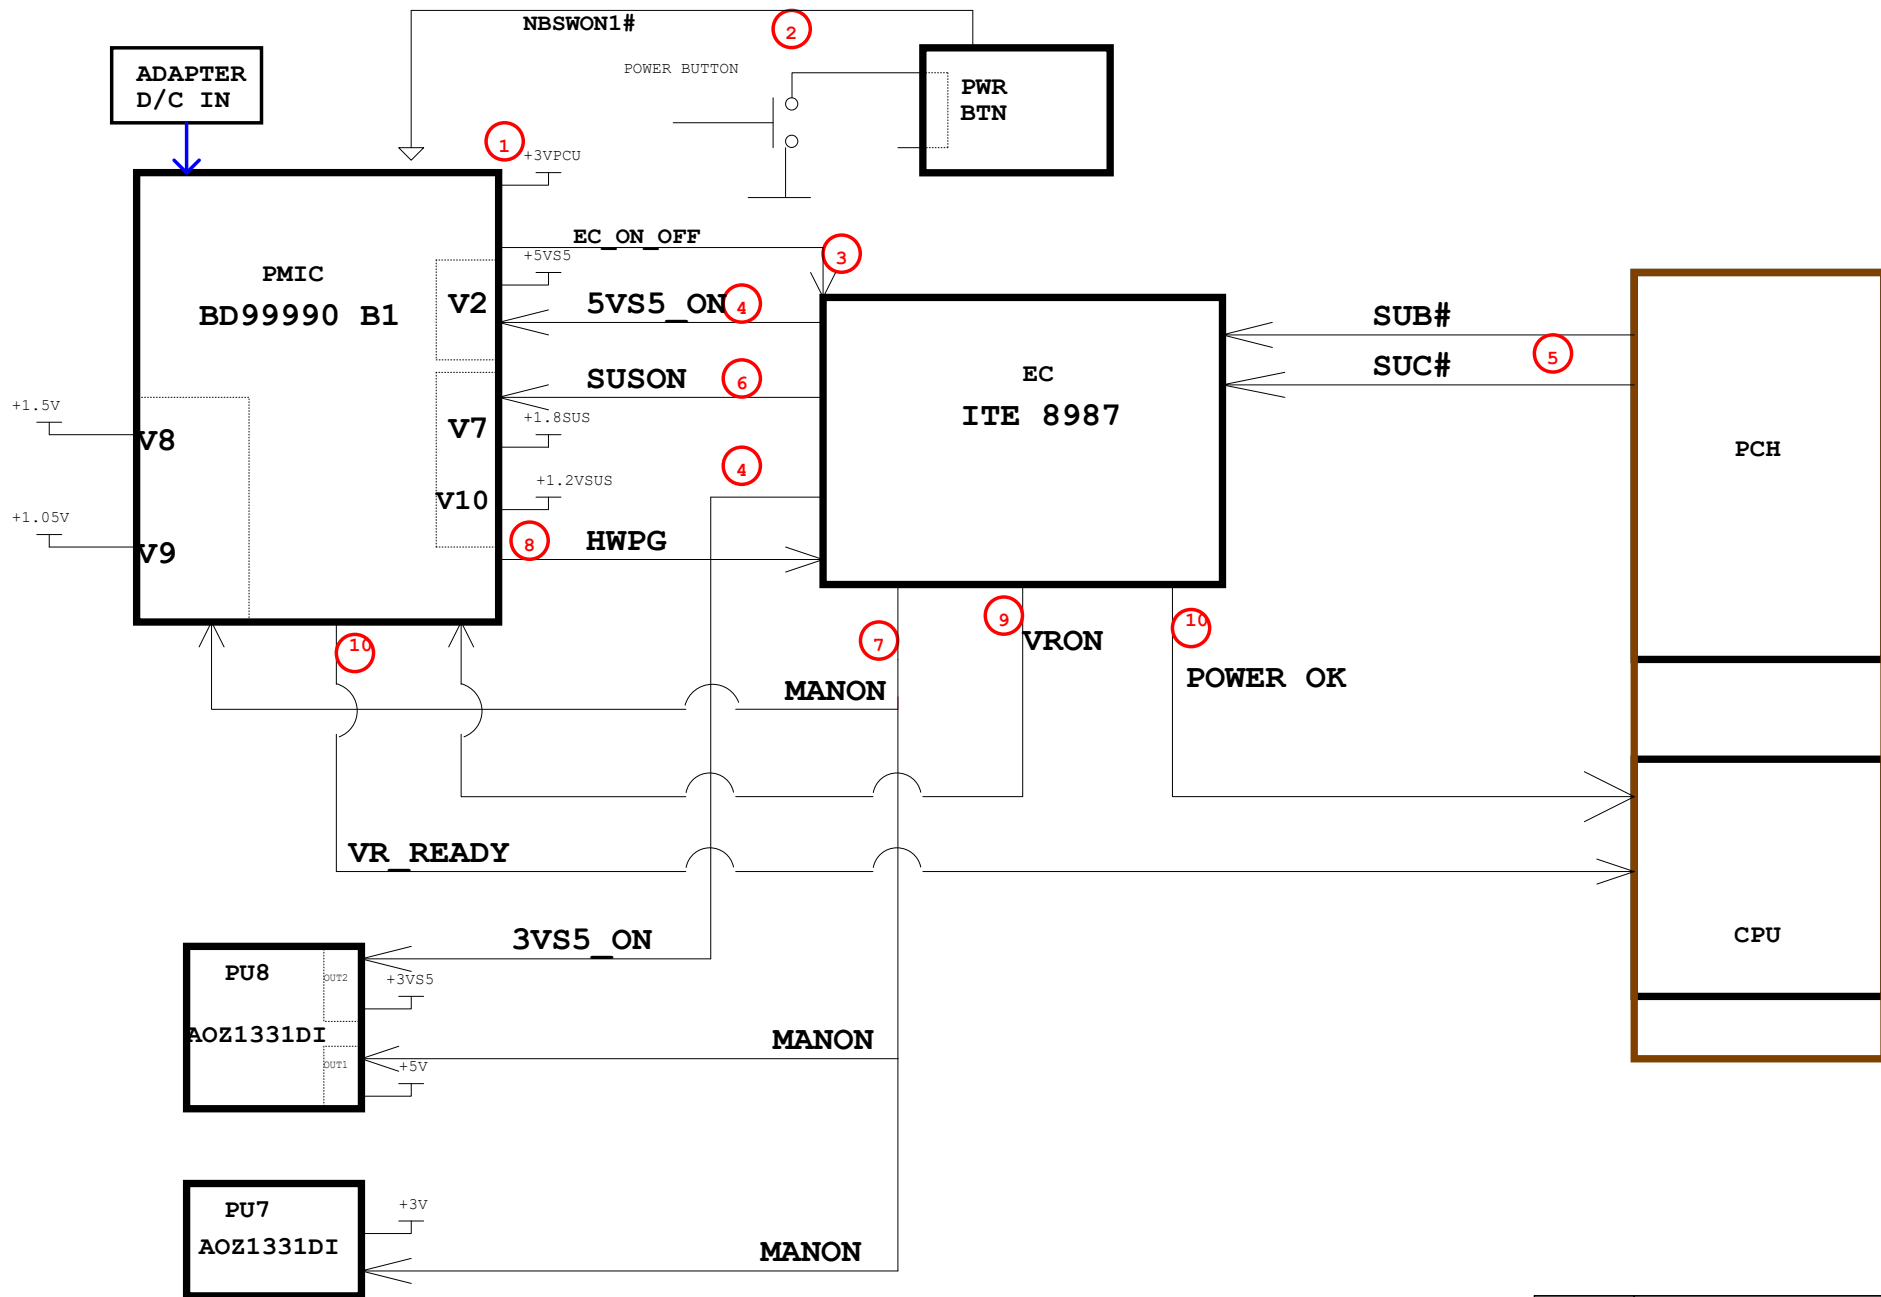 NBSWON1#
2
ADAPTER
D/C IN
POWER BUTTON
PWR
BTN
1
+3VPCU
EC_ON_OFF
3
+5VS5
PMIC
BD99990 B1
V2
5VS5_ON
4
SUB#
5
SUC#
EC
ITE 8987
SUSON
6
+1.5V
V8
V7
+1.8SUS
PCH
4
V10
+1.2VSUS
+1.05V
V9
8
HWPG
10
7
9
VRON
10
MANON
POWER OK
VR_READY
3VS5_ON
CPU
PU8
OUT2
+3VS5
AOZ1331DI
MANON
OUT1
+5V
PU7
+3V
AOZ1331DI
MANON